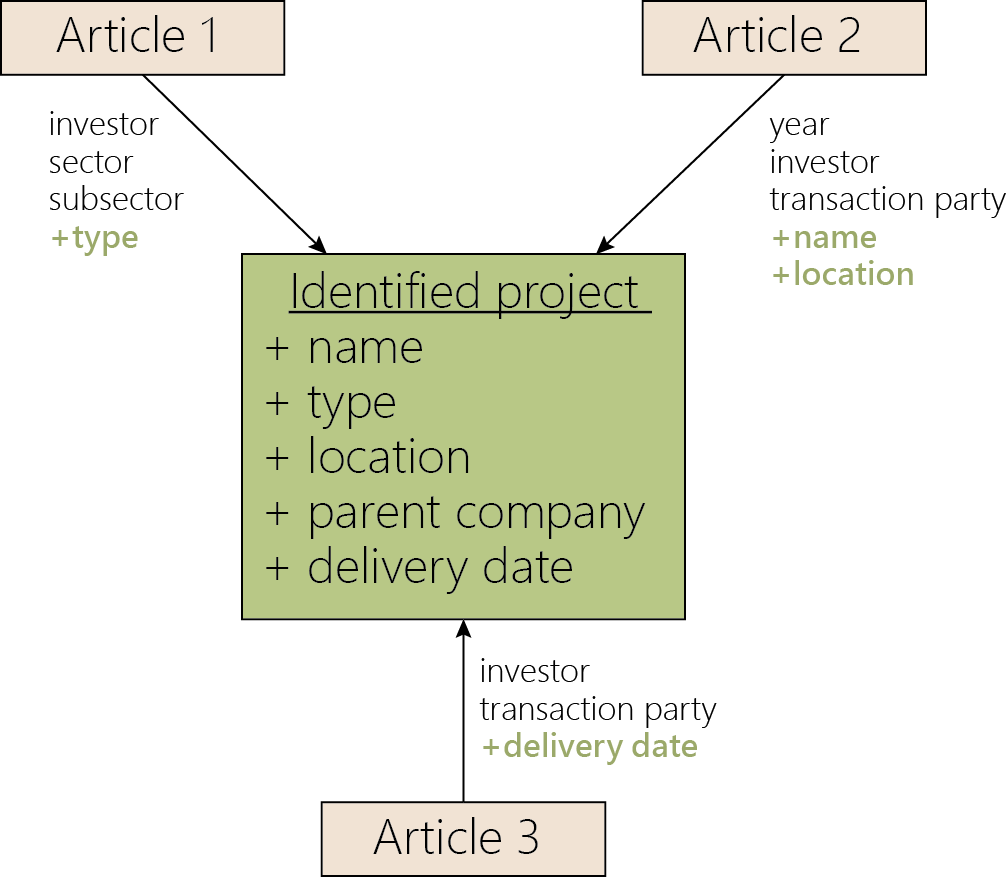 Article 1
Article 2
investor
sector
subsector
+type
year
investor
transaction party
+name
+location
Identified project
+ name
+ type
+ location
+ parent company
+ delivery date
investor
transaction party
+delivery date
Article 3